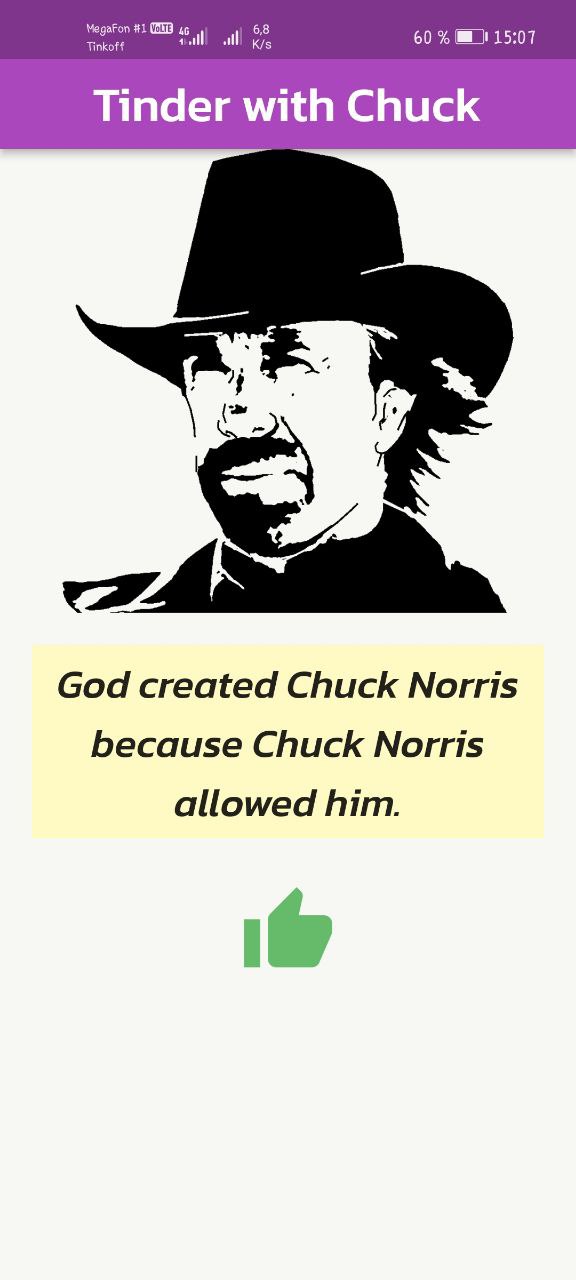 MegaFon #1 VoLTE 4G 6,8 60 % 15:07
Tinkoff K/s
Tinder with Chuck
God created Chuck Norris
because Chuck Norris
allowed him.